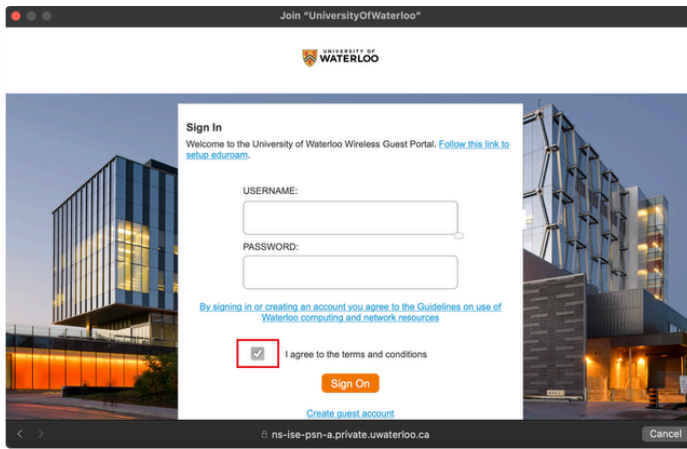 Join "UniversityOfWaterloo"
UNIVERSITY OF
WATERLOO
Sign In
Welcome to the University of Waterloo Wireless Guest Portal. Follow this link to
setup eduroam.
USERNAME:
PASSWORD:
By signing in or creating an account you agree to the Guidelines on use of
Waterloo computing and network resources
I agree to the terms and conditions
Sign On
Create guest account
ns-ise-psn-a.private.uwaterloo.ca
Cancel